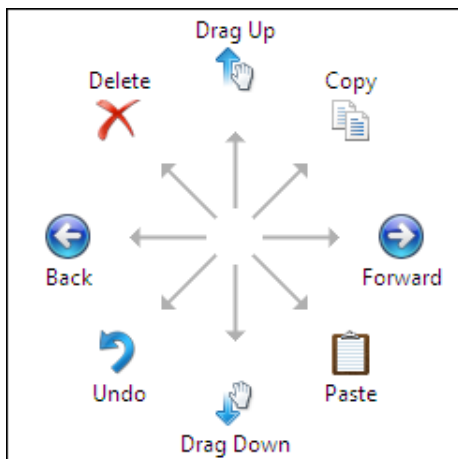 Drag Up
Delete
Copy
Back
Forward
Undo
Paste
Drag Down